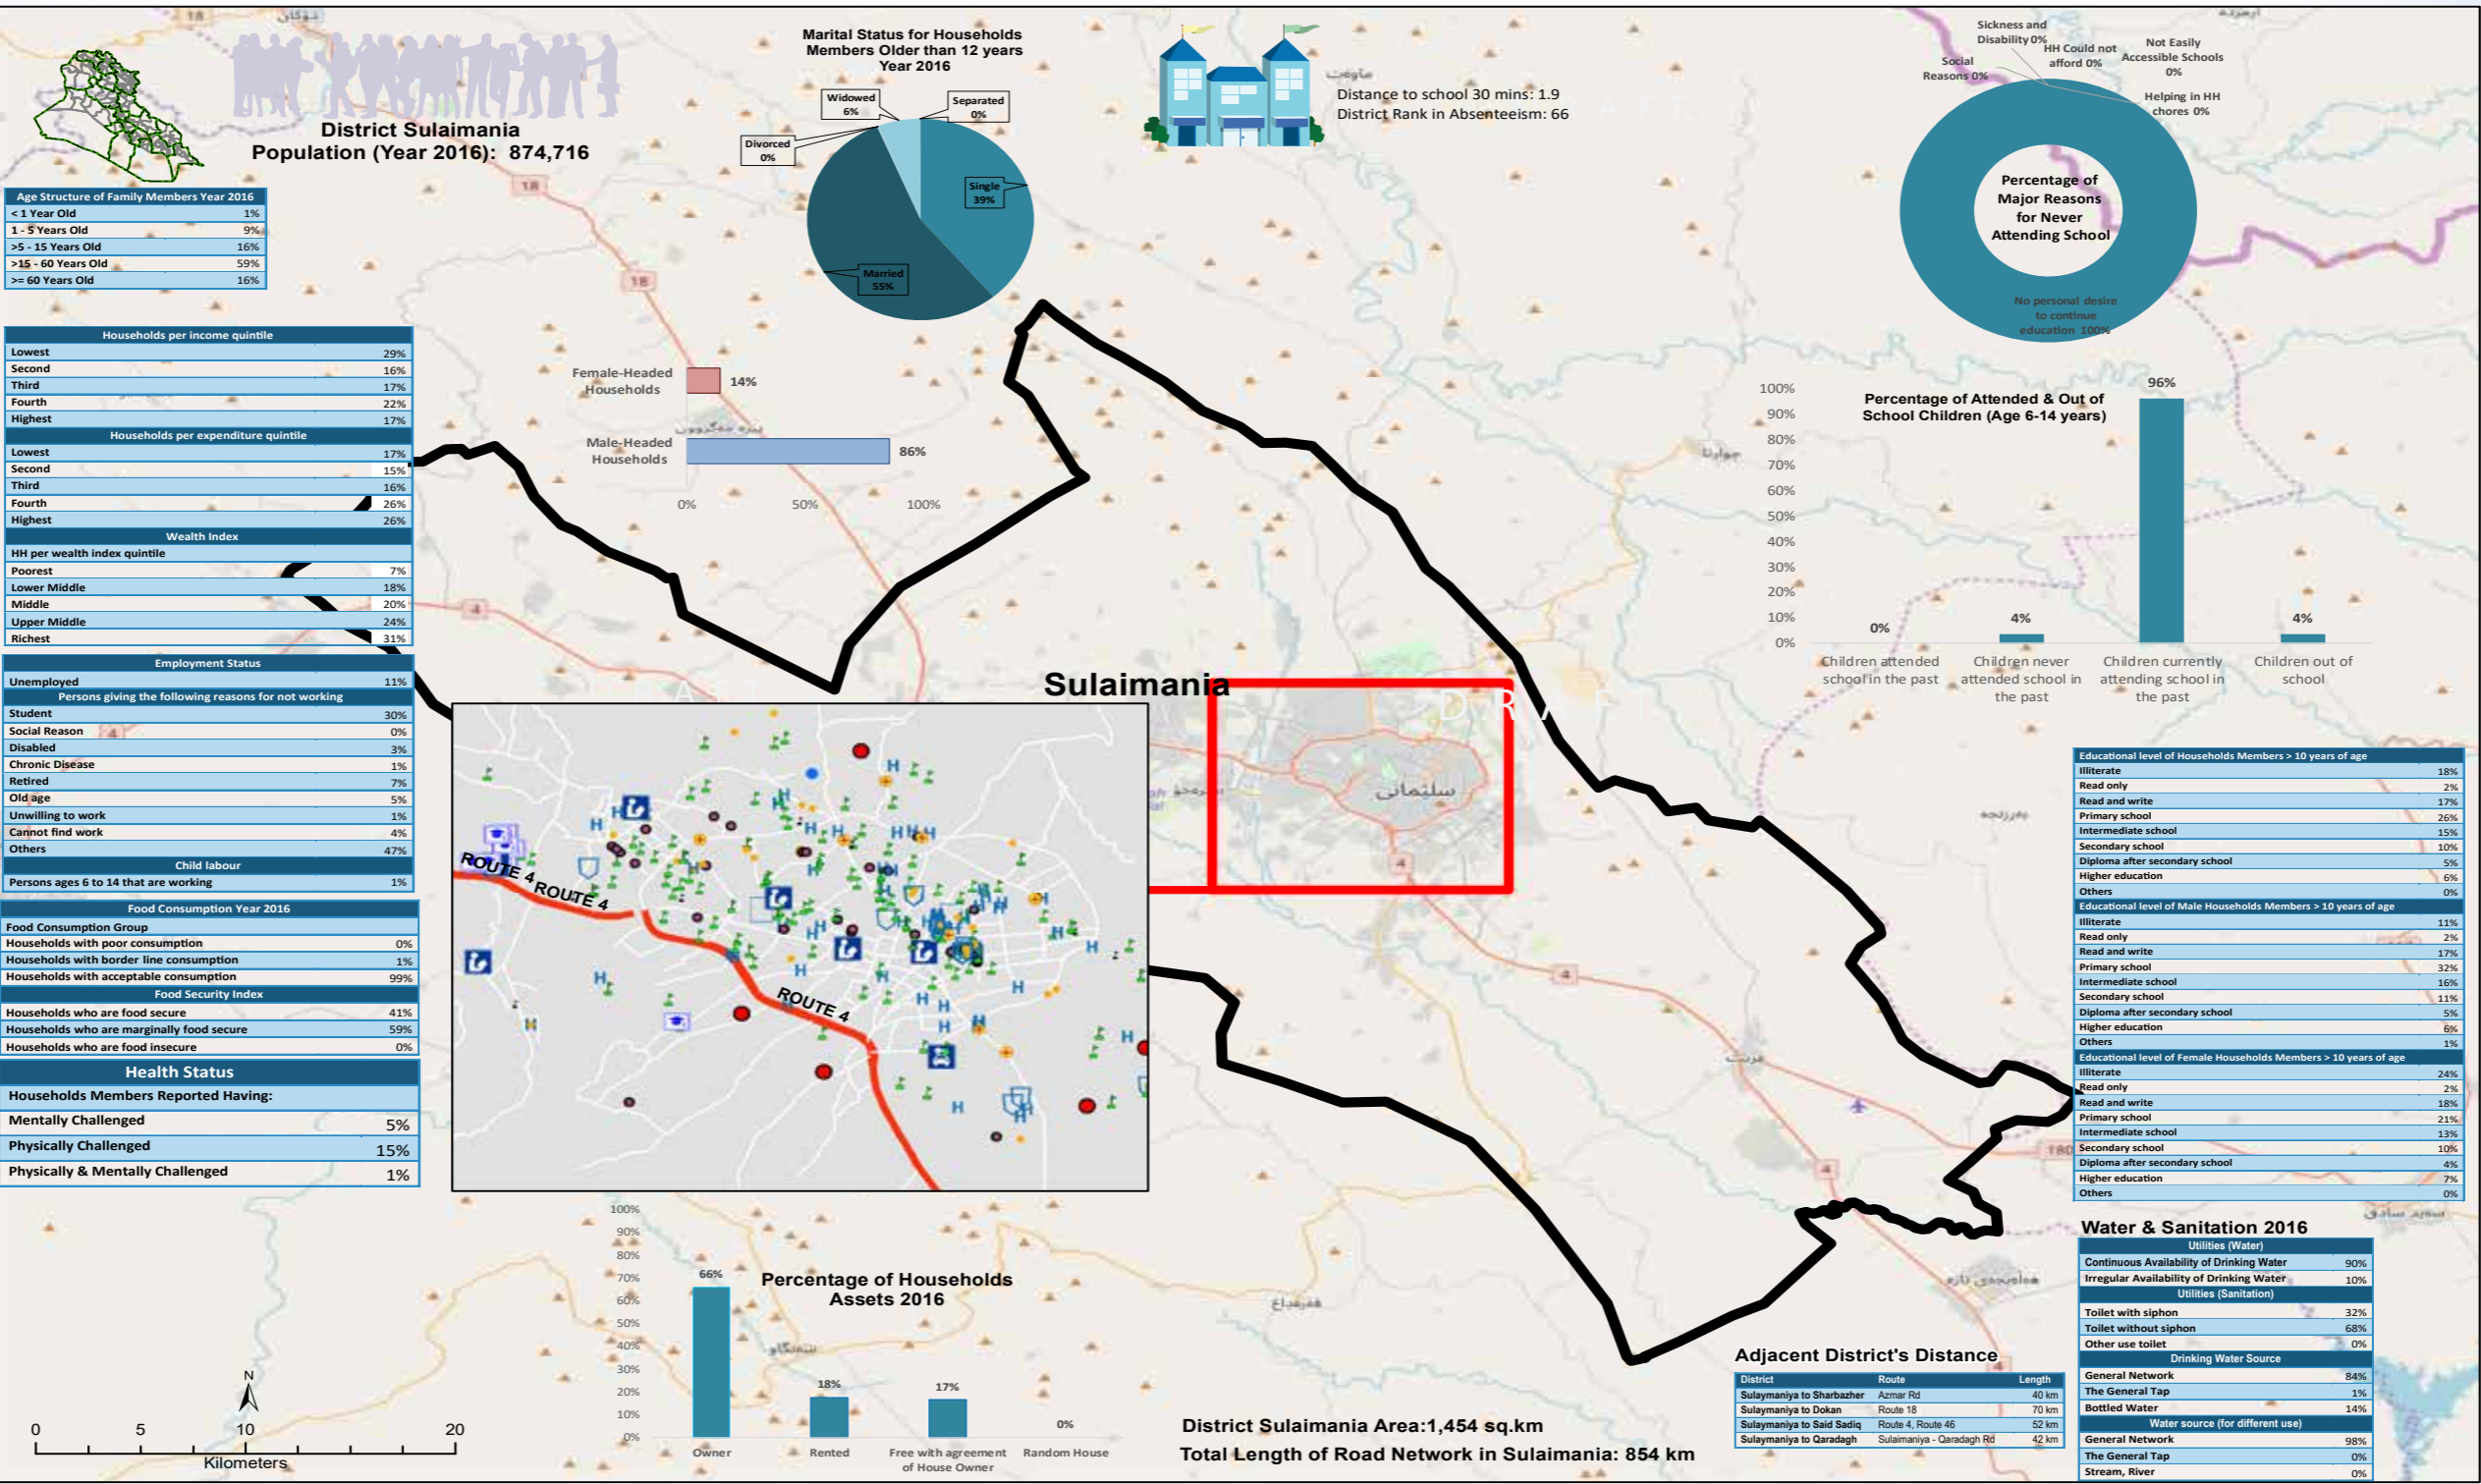 District Sulaimania
Population (Year 2016): 874,716
Age Structure of Family Members Year 2016
< 1 Year Old 1%
1 - 5 Years Old 9%
>5 - 15 Years Old 16%
>15 - 60 Years Old 59%
>= 60 Years Old 16%
Households per income quintile
Lowest 29%
Second 16%
Third 17%
Fourth 22%
Highest 17%
Households per expenditure quintile
Lowest 17%
Second 15%
Third 16%
Fourth 26%
Highest 26%
Wealth Index
HH per wealth index quintile
Poorest 7%
Lower Middle 18%
Middle 20%
Upper Middle 24%
Richest 31%
Employment Status
Unemployed 11%
Persons giving the following reasons for not working
Student 30%
Social Reason 0%
Disabled 3%
Chronic Disease 1%
Retired 7%
Old age 5%
Unwilling to work 1%
Cannot find work 4%
Others 47%
Child labour
Persons ages 6 to 14 that are working 1%
Food Consumption Year 2016
Food Consumption Group
Households with poor consumption 0%
Households with border line consumption 1%
Households with acceptable consumption 99%
Food Security Index
Households who are food secure 41%
Households who are marginally food secure 59%
Households who are food insecure 0%
Health Status
Households Members Reported Having:
Mentally Challenged 5%
Physically Challenged 15%
Physically & Mentally Challenged 1%
N
0 5 10 20
Kilometers
Marital Status for Households
Members Older than 12 years
Year 2016
Widowed
6%
Separated
0%
Divorced
0%
Single
39%
Married
55%
Female-Headed
Households
14%
Male-Headed
Households
86%
0% 50% 100%
18
18
18
4
4
4
4
4
4
4
180
Distance to school 30 mins: 1.9
District Rank in Absenteeism: 66
Sickness and
Disability 0%
HH Could not
afford 0%
Not Easily
Accessible Schools
0%
Social
Reasons 0%
Helping in HH
chores 0%
Percentage of
Major Reasons
for Never
Attending School
No personal desire
to continue
education 100%
Percentage of Attended & Out of
School Children (Age 6-14 years)
100%
90%
80%
70%
60%
50%
40%
30%
20%
10%
0%
0%
4%
96%
4%
Children attended
school in the past
Children never
attended school in
the past
Children currently
attending school in
the past
Children out of
school
Sulaimania
DRAFT
سلێمانی
ROUTE 4
ROUTE 4
ROUTE 4
Educational level of Households Members > 10 years of age
Illiterate 18%
Read only 2%
Read and write 17%
Primary school 26%
Intermediate school 15%
Secondary school 10%
Diploma after secondary school 5%
Higher education 6%
Others 0%
Educational level of Male Households Members > 10 years of age
Illiterate 11%
Read only 2%
Read and write 17%
Primary school 32%
Intermediate school 16%
Secondary school 11%
Diploma after secondary school 5%
Higher education 6%
Others 1%
Educational level of Female Households Members > 10 years of age
Illiterate 24%
Read only 2%
Read and write 18%
Primary school 21%
Intermediate school 13%
Secondary school 10%
Diploma after secondary school 4%
Higher education 7%
Others 0%
Percentage of Households
Assets 2016
100%
90%
80%
70%
60%
50%
40%
30%
20%
10%
0%
66%
18%
17%
0%
Owner
Rented
Free with agreement
of House Owner
Random House
District Sulaimania Area:1,454 sq.km
Total Length of Road Network in Sulaimania: 854 km
Adjacent District's Distance
District Route Length
Sulaymaniya to Sharbazher Azmar Rd 40 km
Sulaymaniya to Dokan Route 18 70 km
Sulaymaniya to Said Sadiq Route 4, Route 46 52 km
Sulaymaniya to Qaradagh Sulaimaniya - Qaradagh Rd 42 km
Water & Sanitation 2016
Utilities (Water)
Continuous Availability of Drinking Water 90%
Irregular Availability of Drinking Water 10%
Utilities (Sanitation)
Toilet with siphon 32%
Toilet without siphon 68%
Other use toilet 0%
Drinking Water Source
General Network 84%
The General Tap 1%
Bottled Water 14%
Water source (for different use)
General Network 98%
The General Tap 0%
Stream, River 0%